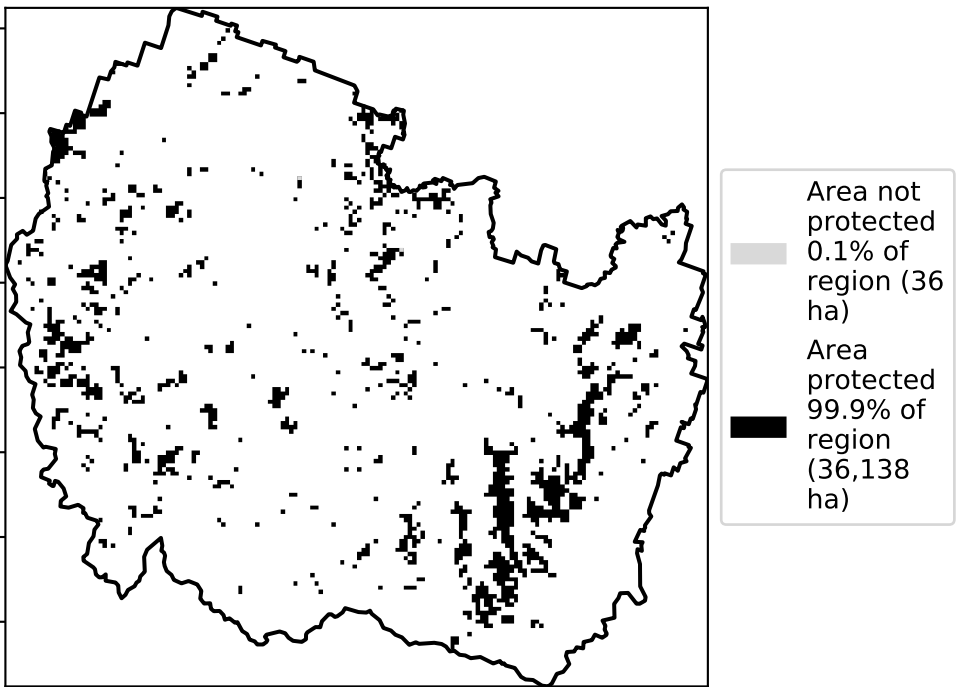 Area not
protected
0.1% of
region (36
ha)
Area
protected
99.9% of
region
(36,138
ha)